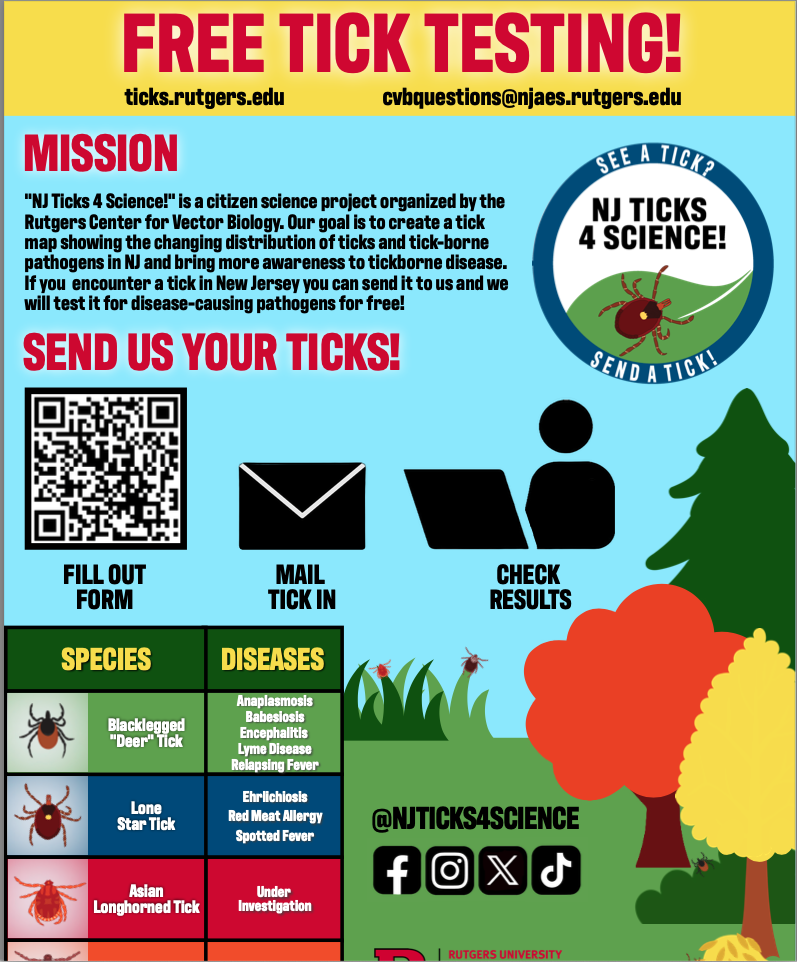 FREE TICK TESTING!
ticks.rutgers.edu
cvbquestions@njaes.rutgers.edu
MISSION
"NJ Ticks 4 Science!" is a citizen science project organized by the
Rutgers Center for Vector Biology. Our goal is to create a tick
map showing the changing distribution of ticks and tick-borne
pathogens in NJ and bring more awareness to tickborne disease.
If you encounter a tick in New Jersey you can send it to us and we
will test it for disease-causing pathogens for free!
SEE A TICK?
NJ TICKS
4 SCIENCE!
SEND A TICK!
SEND US YOUR TICKS!
FILL OUT
FORM
MAIL
TICK IN
CHECK
RESULTS
SPECIES
DISEASES
Blacklegged
"Deer" Tick
Anaplasmosis
Babesiosis
Encephalitis
Lyme Disease
Relapsing Fever
Lone
Star Tick
Ehrlichiosis
Red Meat Allergy
Spotted Fever
Asian
Longhorned Tick
Under
Investigation
@NJTICKS4SCIENCE
RUTGERS UNIVERSITY